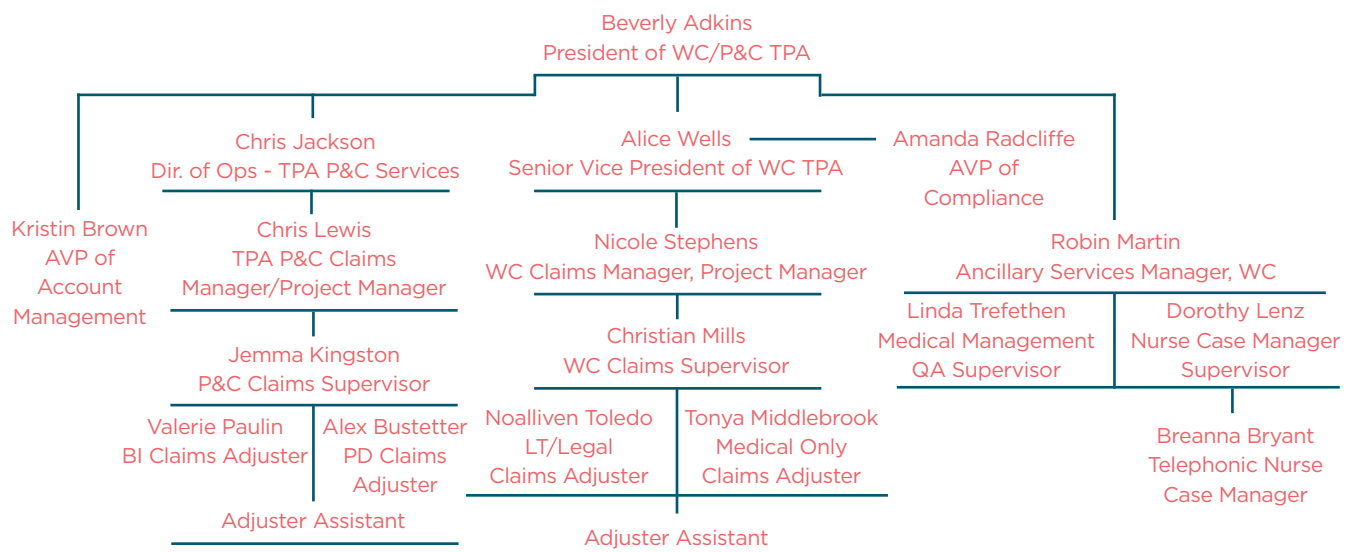 Beverly Adkins
President of WC/P&C TPA
Chris Jackson
Dir. of Ops - TPA P&C Services
Alice Wells
Senior Vice President of WC TPA
Amanda Radcliffe
AVP of
Compliance
Kristin Brown
AVP of
Account
Management
Chris Lewis
TPA P&C Claims
Manager/Project Manager
Nicole Stephens
WC Claims Manager, Project Manager
Robin Martin
Ancillary Services Manager, WC
Jemma Kingston
P&C Claims Supervisor
Christian Mills
WC Claims Supervisor
Linda Trefethen
Medical Management
QA Supervisor
Dorothy Lenz
Nurse Case Manager
Supervisor
Valerie Paulin
BI Claims Adjuster
Alex Bustetter
PD Claims
Adjuster
Noalliven Toledo
LT/Legal
Claims Adjuster
Tonya Middlebrook
Medical Only
Claims Adjuster
Breanna Bryant
Telephonic Nurse
Case Manager
Adjuster Assistant
Adjuster Assistant